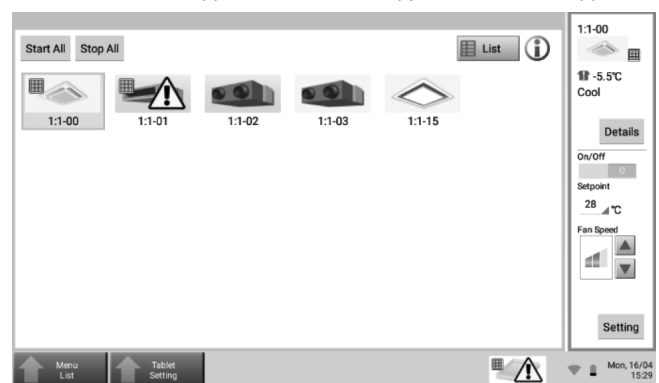 Start All Stop All
List
1:1-00
1:1-01
1:1-02
1:1-03
1:1-15
1:1-00
-5.5℃
Cool
Details
On/Off
Setpoint
28 ℃
Fan Speed
Setting
Menu
List
Tablet
Setting
Mon, 16/04
15:29